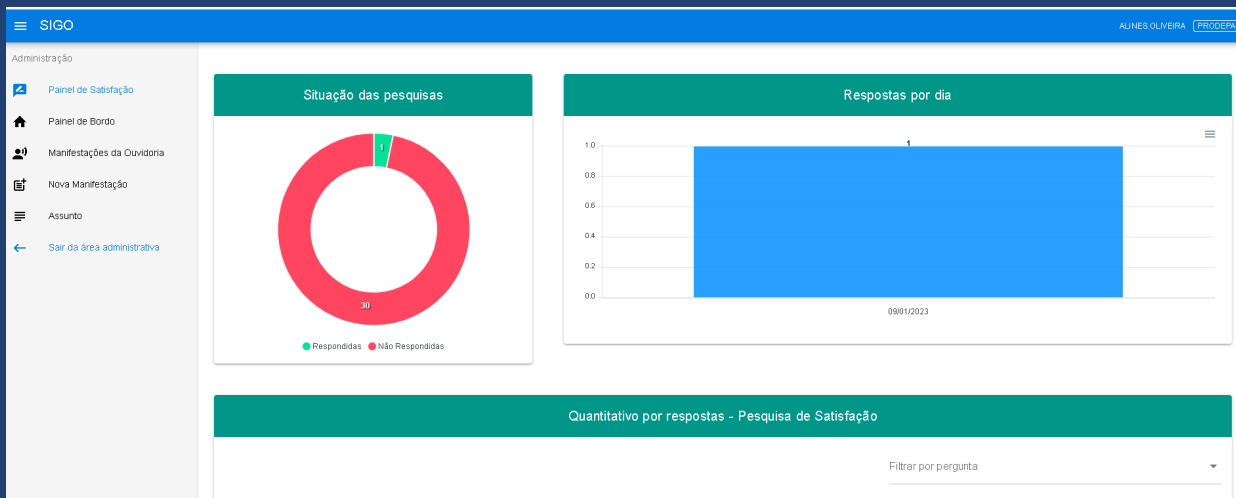 SIGO
ALINES.OLIVEIRA PRODEPA
Administração
Painel de Satisfação
Painel de Bordo
Manifestações da Ouvidoria
Nova Manifestação
Assunto
Sair da área administrativa
Situação das pesquisas
1
30
Respondidas Não Respondidas
Respostas por dia
1
1.0
0.8
0.6
0.4
0.2
0.0
09/01/2023
Quantitativo por respostas - Pesquisa de Satisfação
Filtrar por pergunta